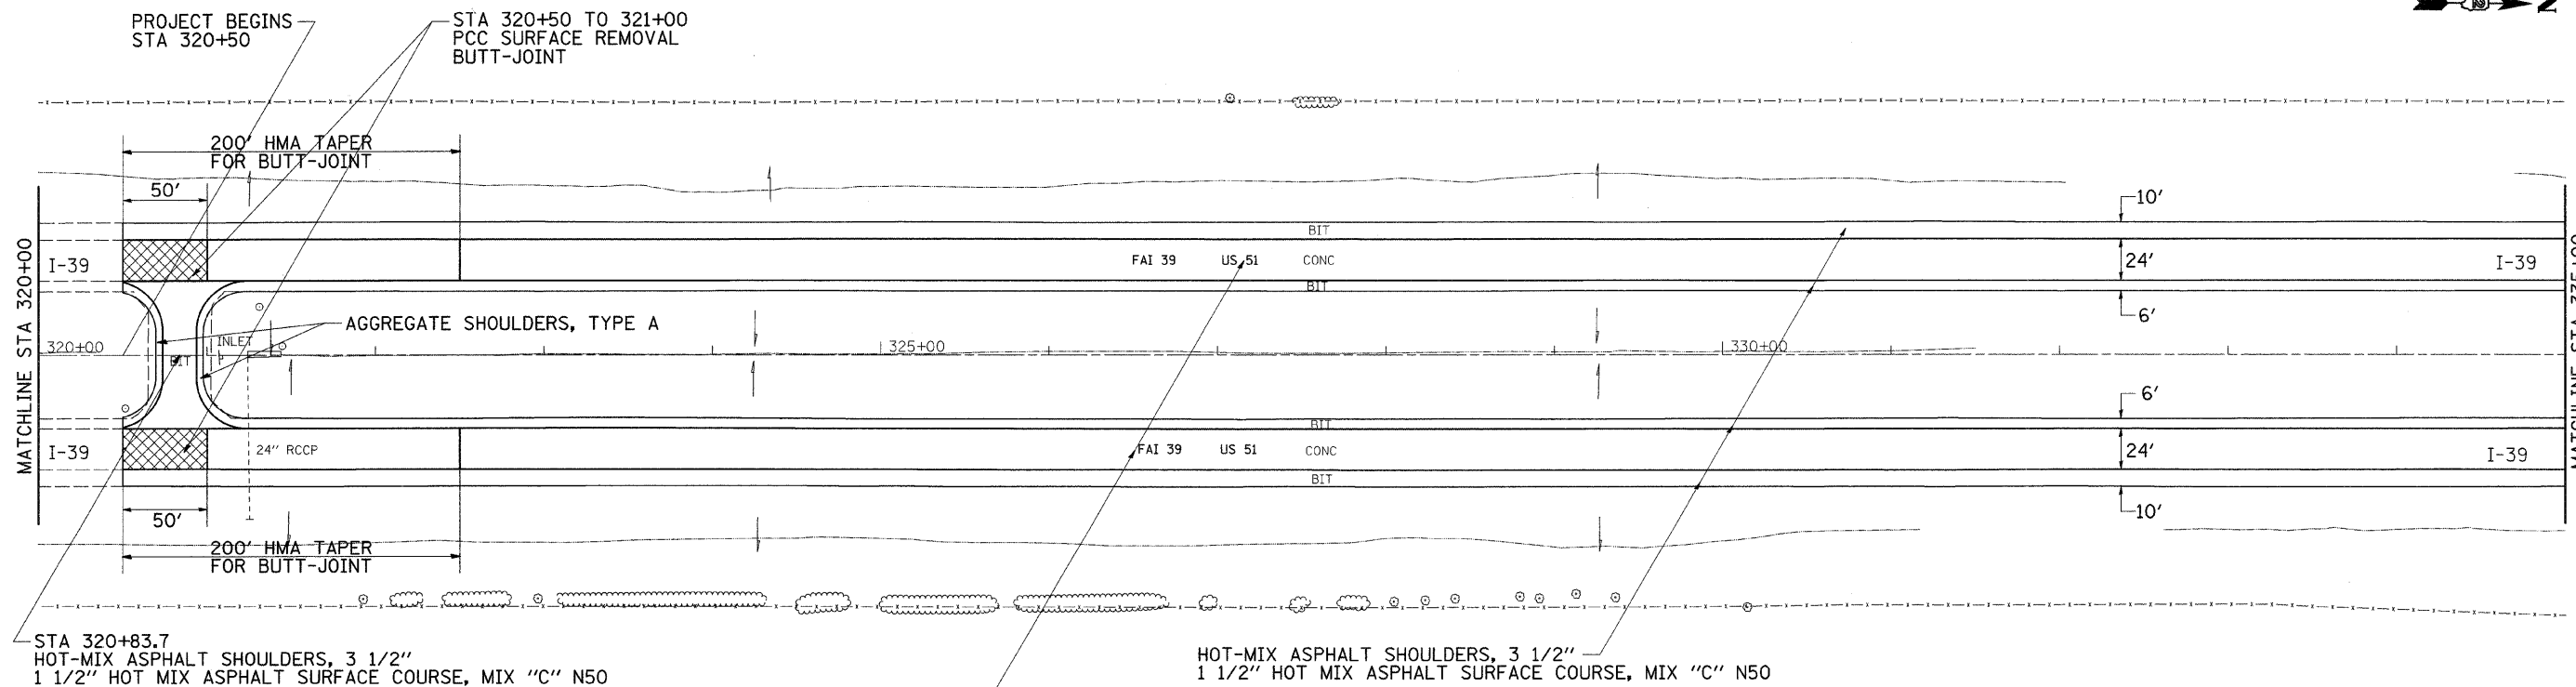 PROJECT BEGINS
STA 320+50
STA 320+50 TO 321+00
PCC SURFACE REMOVAL
BUTT-JOINT
N
200' HMA TAPER
FOR BUTT-JOINT
50'
10'
BIT
I-39
FAI 39 US 51 CONC
24'
I-39
BIT
6'
AGGREGATE SHOULDERS, TYPE A
MATCHLINE STA 320+00
320+00
INLET
BIT
325+00
330+00
6'
BIT
I-39
24" RCCP
FAI 39 US 51 CONC
24'
I-39
BIT
50'
10'
200' HMA TAPER
FOR BUTT-JOINT
STA 320+83.7
HOT-MIX ASPHALT SHOULDERS, 3 1/2"
1 1/2" HOT MIX ASPHALT SURFACE COURSE, MIX "C" N50
HOT-MIX ASPHALT SHOULDERS, 3 1/2"
1 1/2" HOT MIX ASPHALT SURFACE COURSE, MIX "C" N50